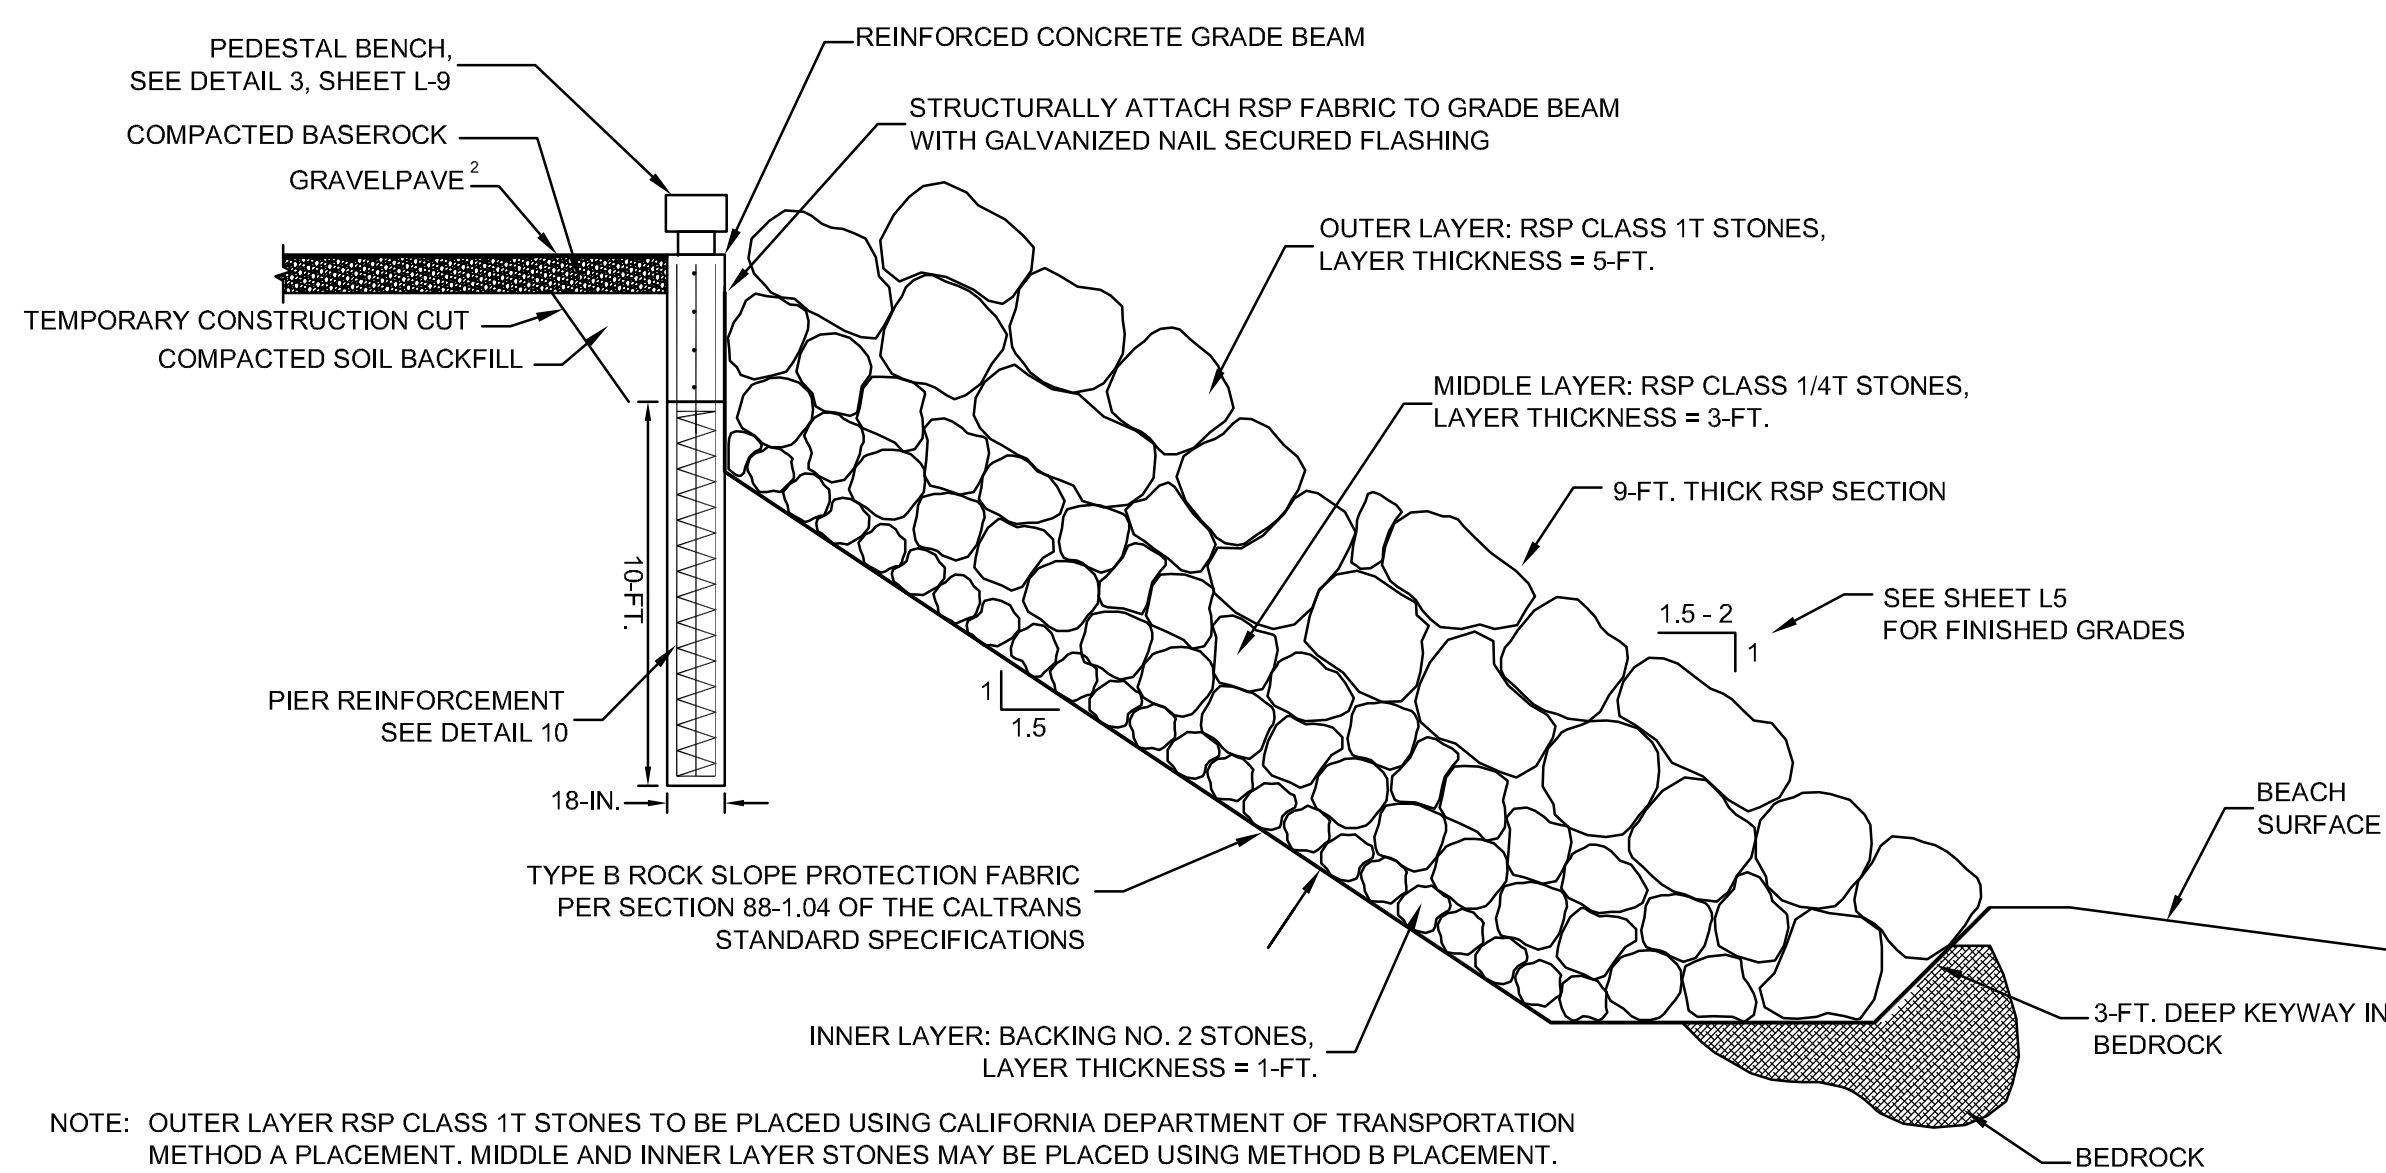 PEDESTAL BENCH,
SEE DETAIL 3, SHEET L-9
COMPACTED BASEROCK
GRAVELPAVE 2
TEMPORARY CONSTRUCTION CUT
COMPACTED SOIL BACKFILL
REINFORCED CONCRETE GRADE BEAM
STRUCTURALLY ATTACH RSP FABRIC TO GRADE BEAM
WITH GALVANIZED NAIL SECURED FLASHING
OUTER LAYER: RSP CLASS 1T STONES,
LAYER THICKNESS = 5-FT.
MIDDLE LAYER: RSP CLASS 1/4T STONES,
LAYER THICKNESS = 3-FT.
9-FT. THICK RSP SECTION
1.5 - 2
1
SEE SHEET L5
FOR FINISHED GRADES
10-FT.
PIER REINFORCEMENT
SEE DETAIL 10
18-IN.
1
1.5
BEACH
SURFACE
TYPE B ROCK SLOPE PROTECTION FABRIC
PER SECTION 88-1.04 OF THE CALTRANS
STANDARD SPECIFICATIONS
INNER LAYER: BACKING NO. 2 STONES,
LAYER THICKNESS = 1-FT.
3-FT. DEEP KEYWAY IN
BEDROCK
BEDROCK
NOTE: OUTER LAYER RSP CLASS 1T STONES TO BE PLACED USING CALIFORNIA DEPARTMENT OF TRANSPORTATION
METHOD A PLACEMENT. MIDDLE AND INNER LAYER STONES MAY BE PLACED USING METHOD B PLACEMENT.